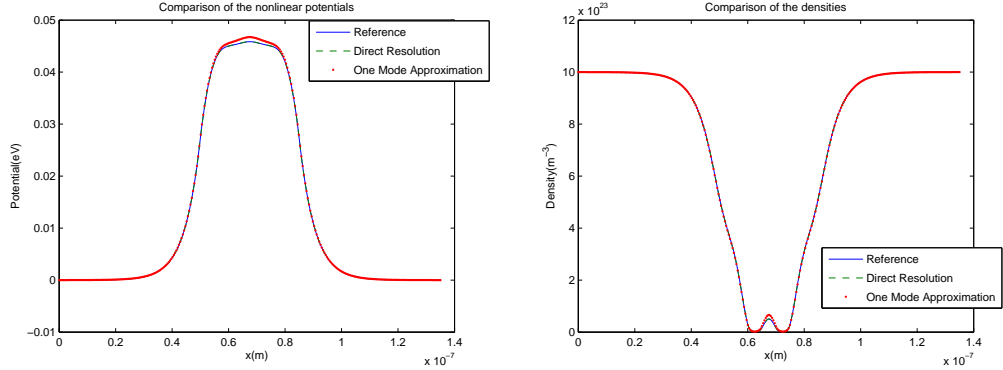 Comparison of the nonlinear potentials
0.05
0.04
0.03
0.02
0.01
0
−0.01
Potential(eV)
0 0.2 0.4 0.6 0.8 1 1.2 1.4
x(m)
x 10⁻⁷
Reference
Direct Resolution
One Mode Approximation
x 10²³
Comparison of the densities
12
10
8
6
4
2
0
Density(m⁻³)
0 0.2 0.4 0.6 0.8 1 1.2 1.4
x(m)
x 10⁻⁷
Reference
Direct Resolution
One Mode Approximation